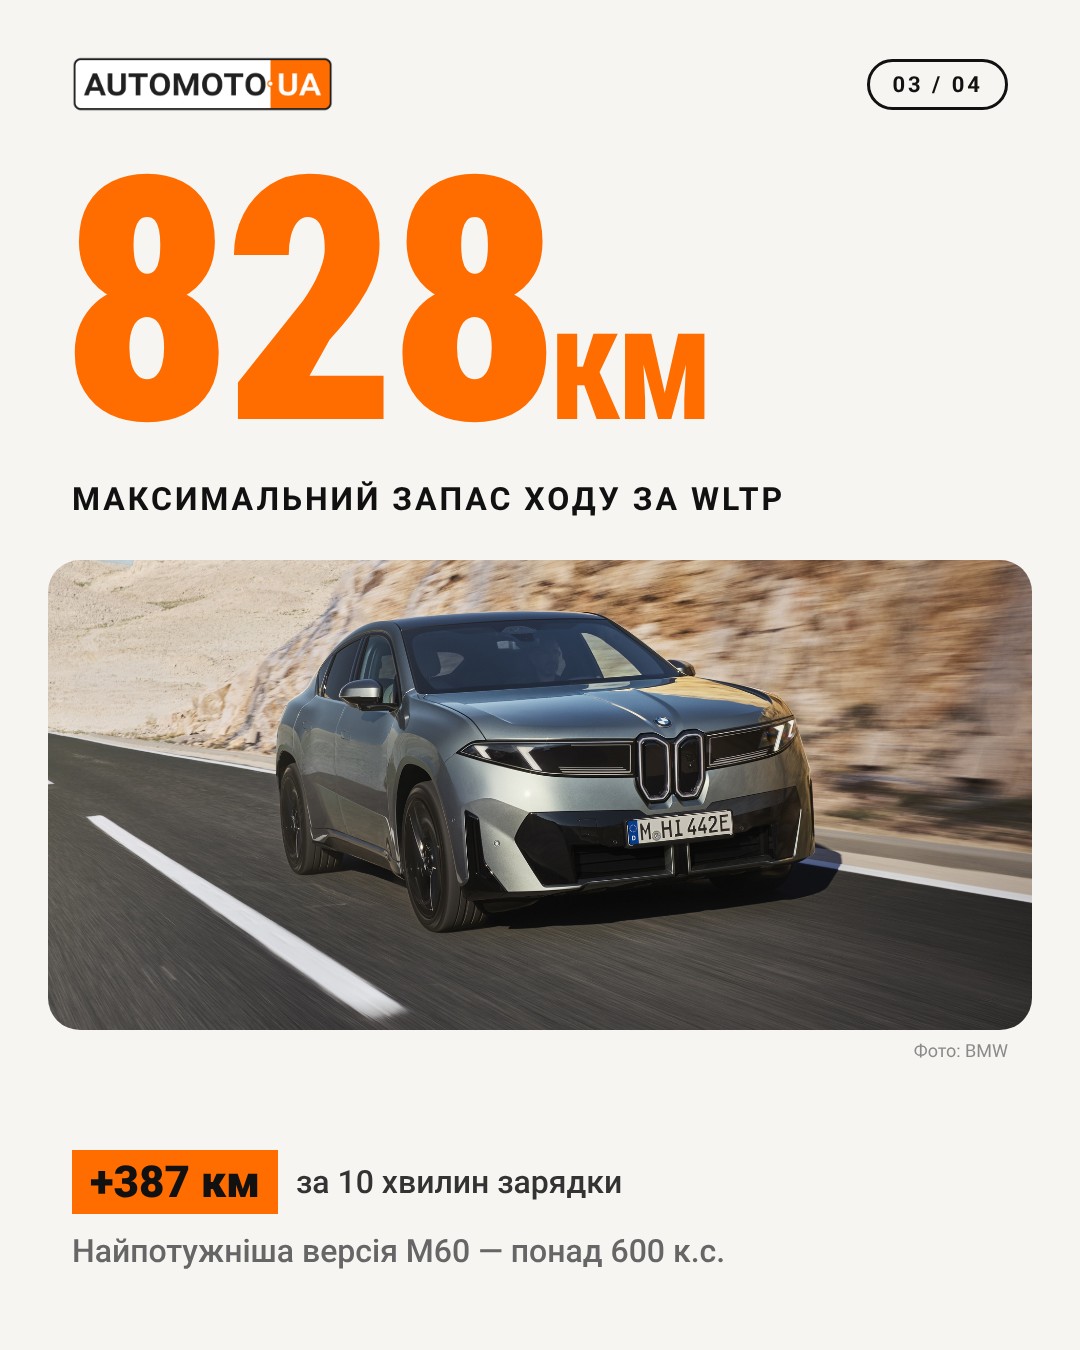 AUTOMOTO UA
03 / 04
828КМ
МАКСИМАЛЬНИЙ ЗАПАС ХОДУ ЗА WLTP
M HI 442E
Фото: BMW
+387 км за 10 хвилин зарядки
Найпотужніша версія M60 — понад 600 к.с.